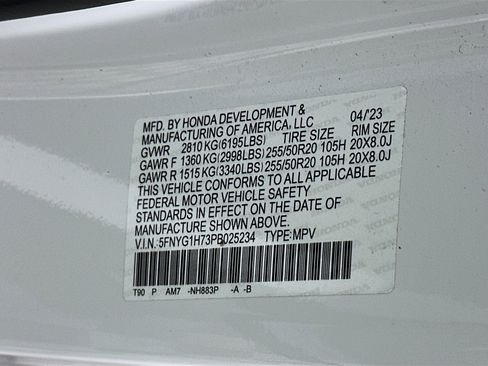 MFD. BY HONDA DEVELOPMENT & 04/'23
MANUFACTURING OF AMERICA, LLC
GVWR 2810 KG(6195LBS) TIRE SIZE RIM SIZE
GAWR F 1360 KG(2998LBS) 255/50R20 105H 20X8.0J
GAWR R 1515 KG(3340LBS) 255/50R20 105H 20X8.0J
THIS VEHICLE CONFORMS TO ALL APPLICABLE
FEDERAL MOTOR VEHICLE SAFETY
STANDARDS IN EFFECT ON THE DATE OF
MANUFACTURE SHOWN ABOVE.
V.I.N.:5FNYG1H73PB025234 TYPE:MPV
T90 P AM7 -NH883P -A -B